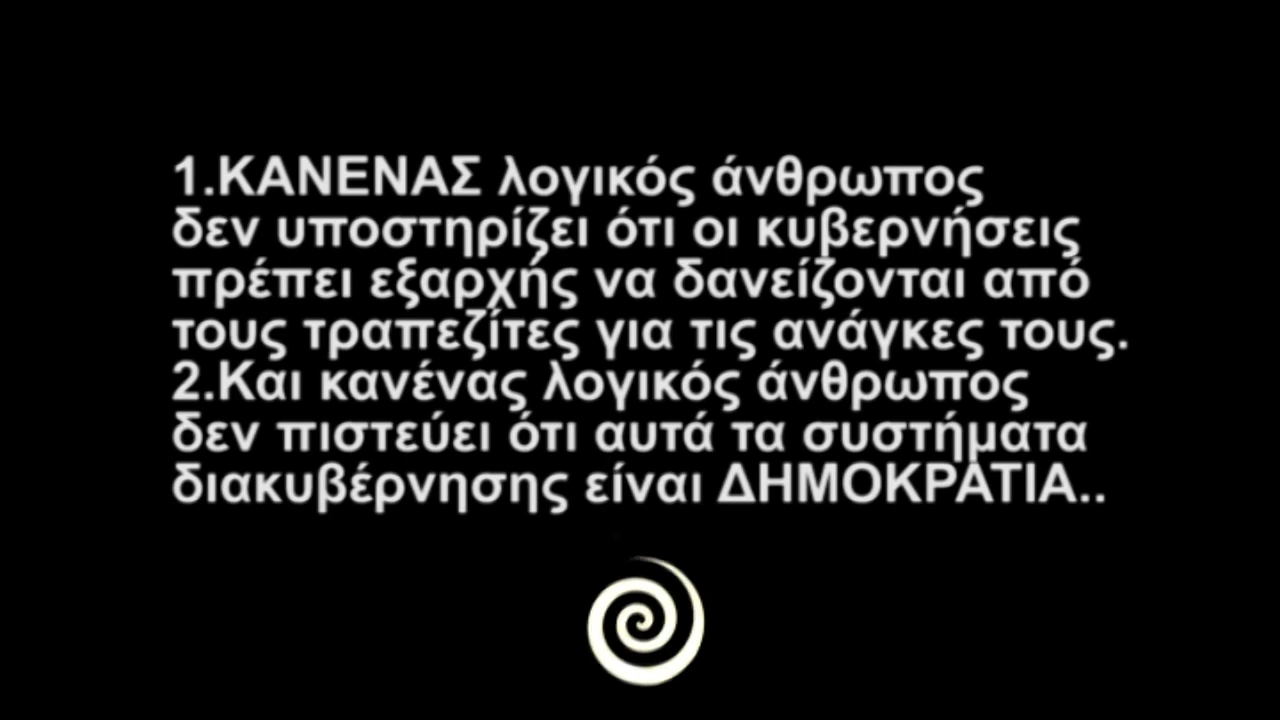 1.ΚΑΝΕΝΑΣ λογικός άνθρωπος
δεν υποστηρίζει ότι οι κυβερνήσεις
πρέπει εξαρχής να δανείζονται από
τους τραπεζίτες για τις ανάγκες τους.
2.Και κανένας λογικός άνθρωπος
δεν πιστεύει ότι αυτά τα συστήματα
διακυβέρνησης είναι ΔΗΜΟΚΡΑΤΙΑ..